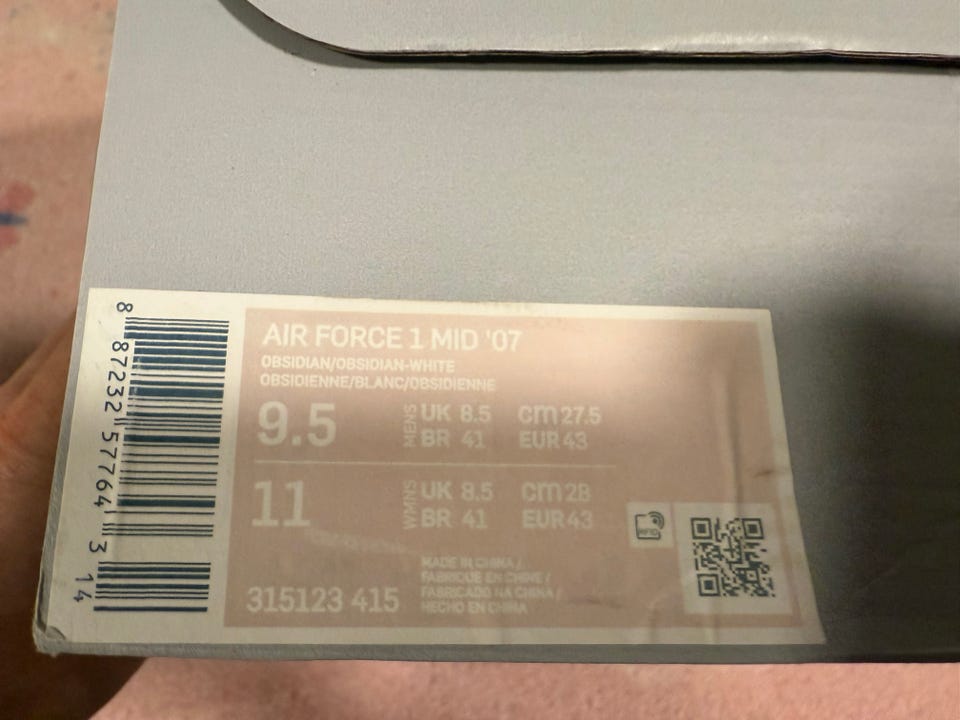 AIR FORCE 1 MID '07
OBSIDIAN/OBSIDIAN-WHITE
OBSIDIENNE/BLANC/OBSIDIENNE
9.5 MENS UK 8.5 CM 27.5
BR 41 EUR 43
11 WMNS UK 8.5 CM 28
BR 41 EUR 43
RFID
315123 415
MADE IN CHINA /
FABRIQUE EN CHINE /
FABRICADO NA CHINA /
HECHO EN CHINA
8 87232 57764 3 14